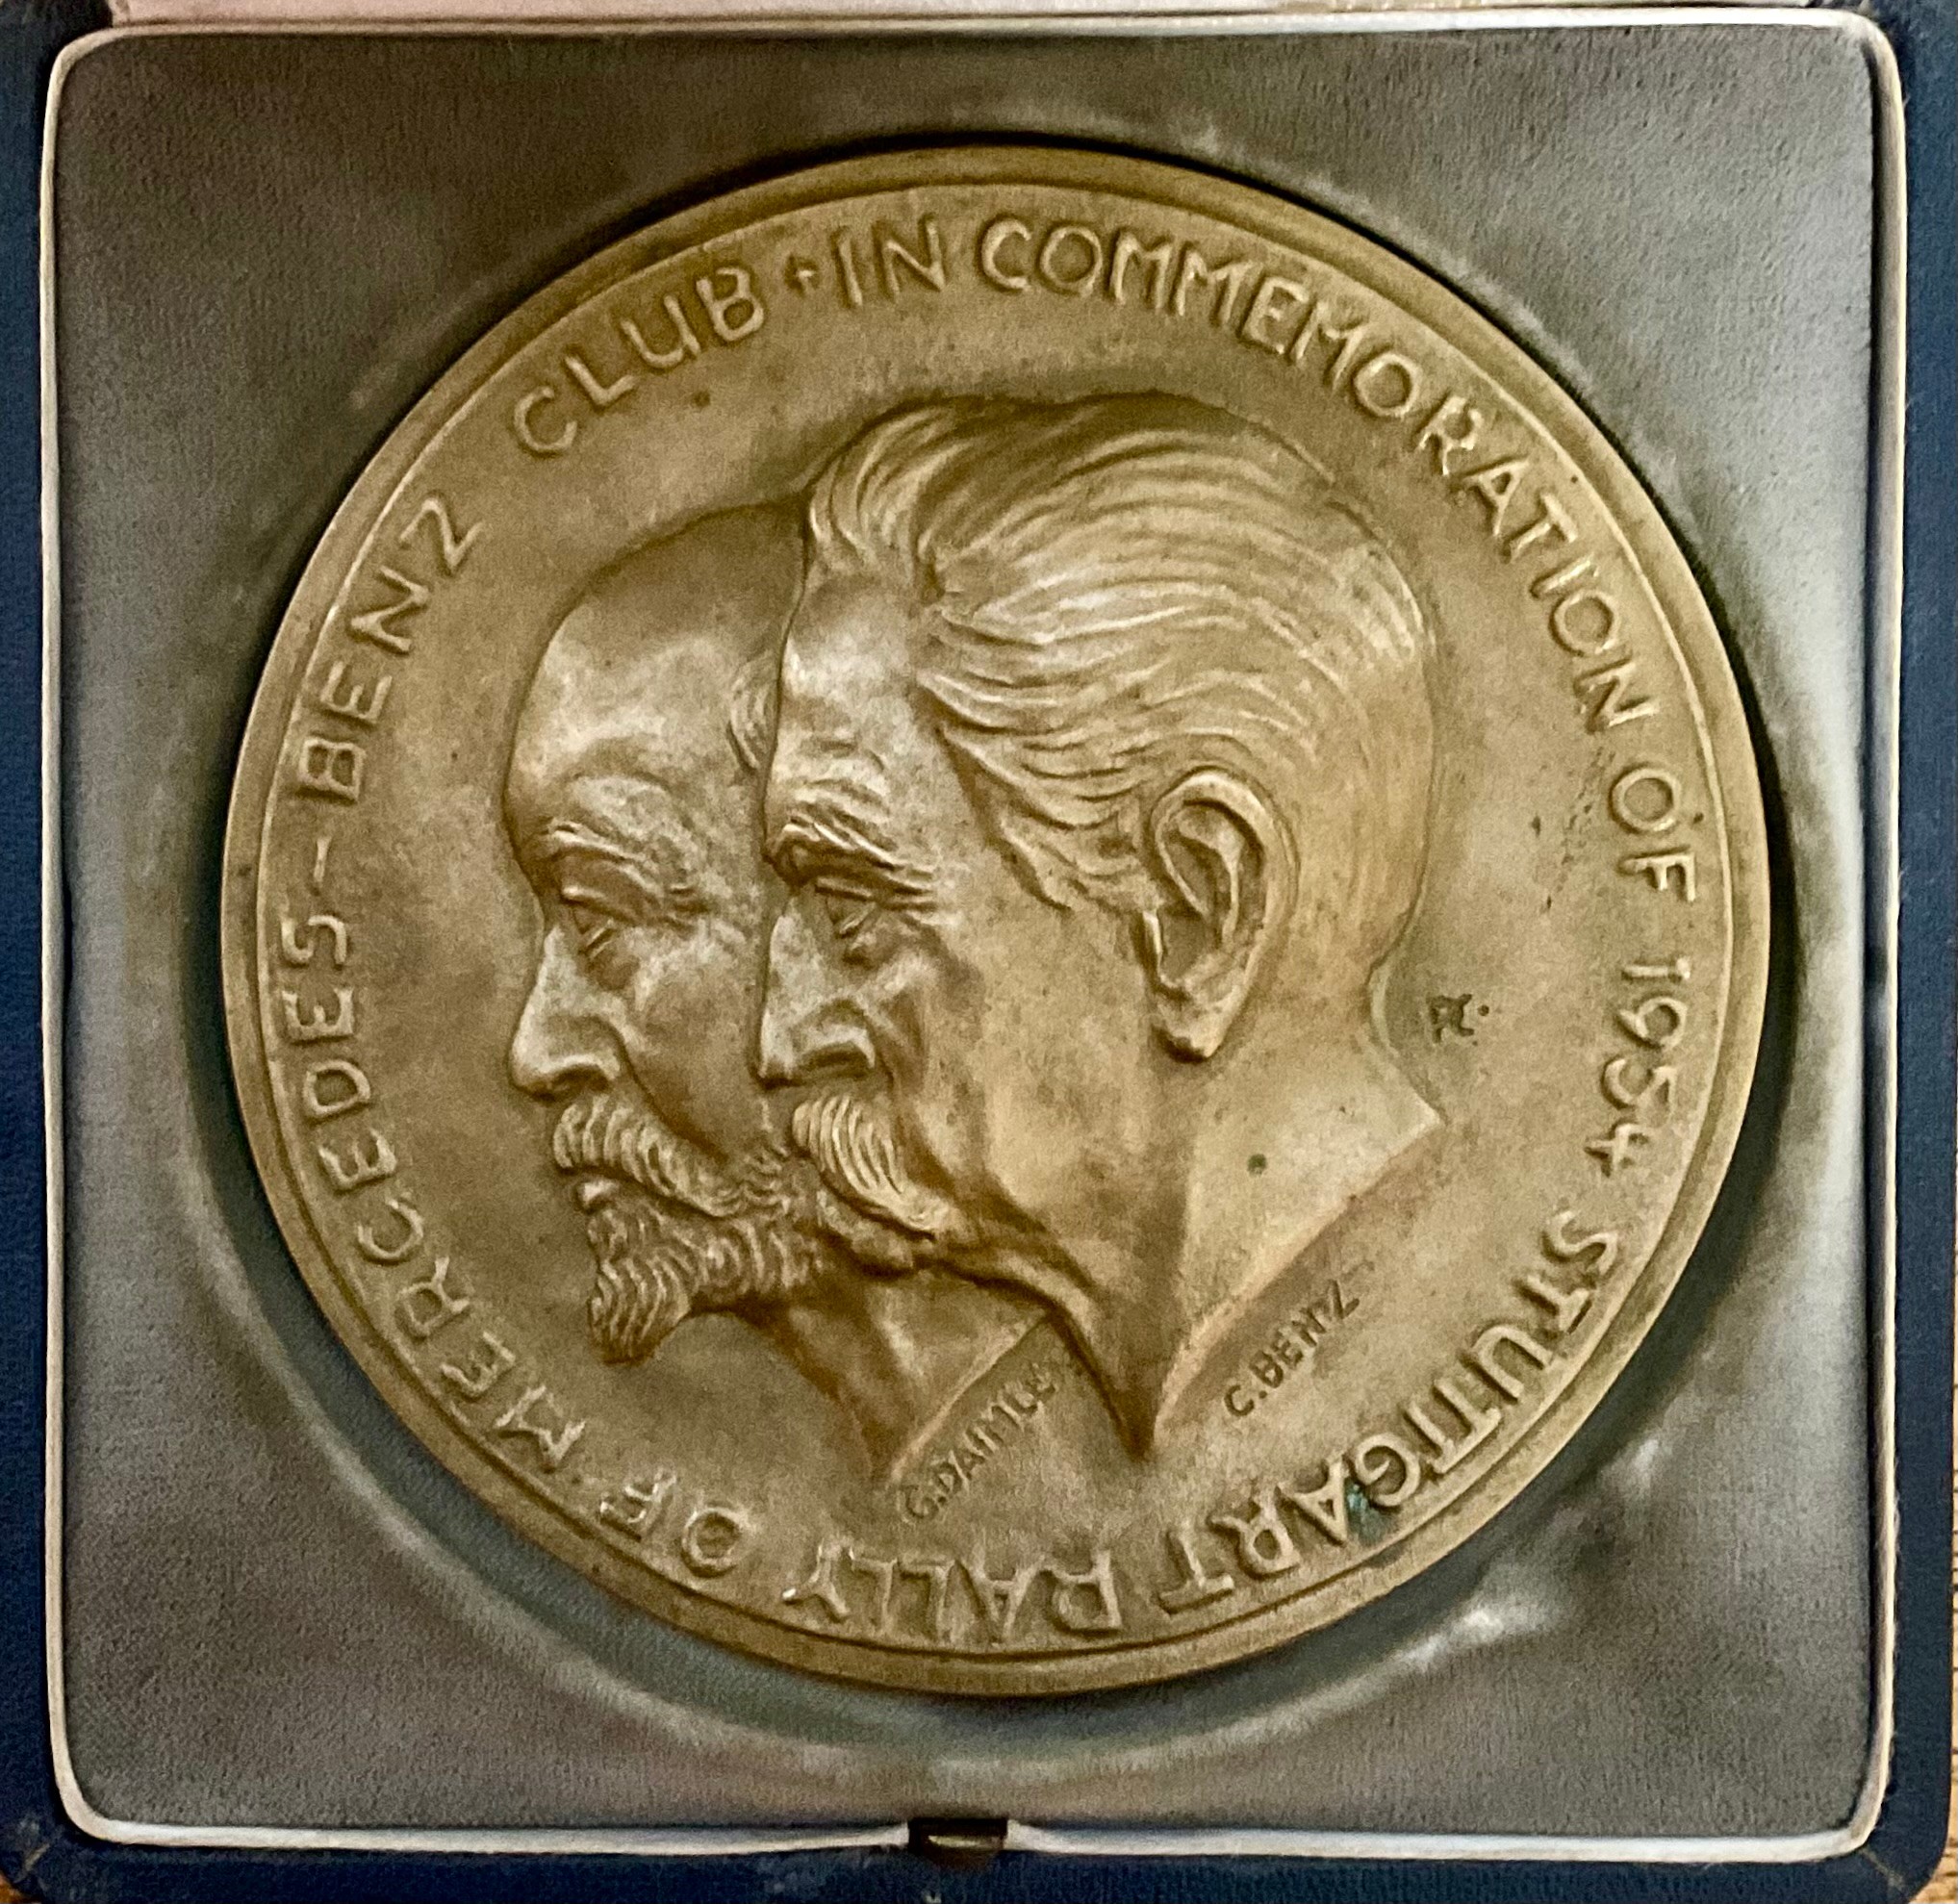 IN COMMEMORATION OF 1954 STUTTGART RALLY OF MERCEDES-BENZ CLUB ·
G. DAIMLER
C. BENZ